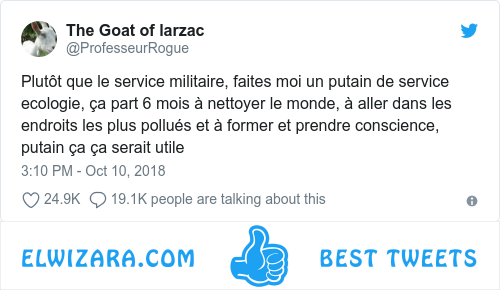 The Goat of larzac
@ProfesseurRogue
Plutôt que le service militaire, faites moi un putain de service
ecologie, ça part 6 mois à nettoyer le monde, à aller dans les
endroits les plus pollués et à former et prendre conscience,
putain ça ça serait utile
3:10 PM - Oct 10, 2018
24.9K 19.1K people are talking about this
ELWIZARA.COM BEST TWEETS